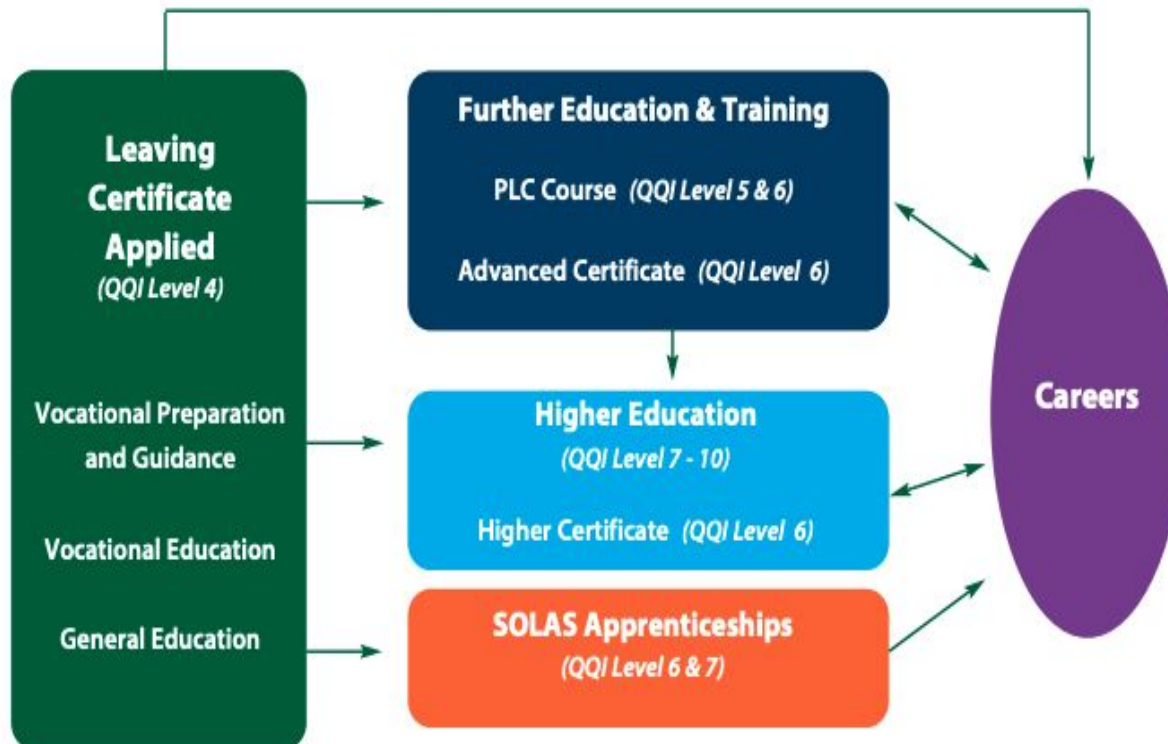 Leaving
Certificate
Applied
(QQI Level 4)
Vocational Preparation
and Guidance
Vocational Education
General Education
Further Education & Training
PLC Course (QQI Level 5 & 6)
Advanced Certificate (QQI Level 6)
Higher Education
(QQI Level 7 - 10)
Higher Certificate (QQI Level 6)
SOLAS Apprenticeships
(QQI Level 6 & 7)
Careers